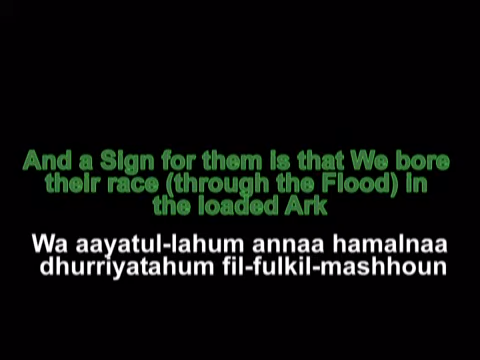 And a Sign for them is that We bore
their race (through the Flood) in
the loaded Ark
Wa aayatul-lahum annaa hamalnaa
dhurriyatahum fil-fulkil-mashhoun